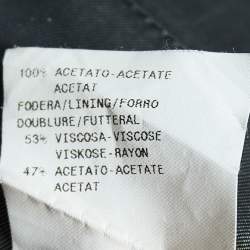 100% ACETATO-ACETATE
ACETAT
FODERA/LINING/FORRO
DOUBLURE/FUTTERAL
53% VISCOSA-VISCOSE
VISKOSE-RAYON
47% ACETATO-ACETATE
ACETAT